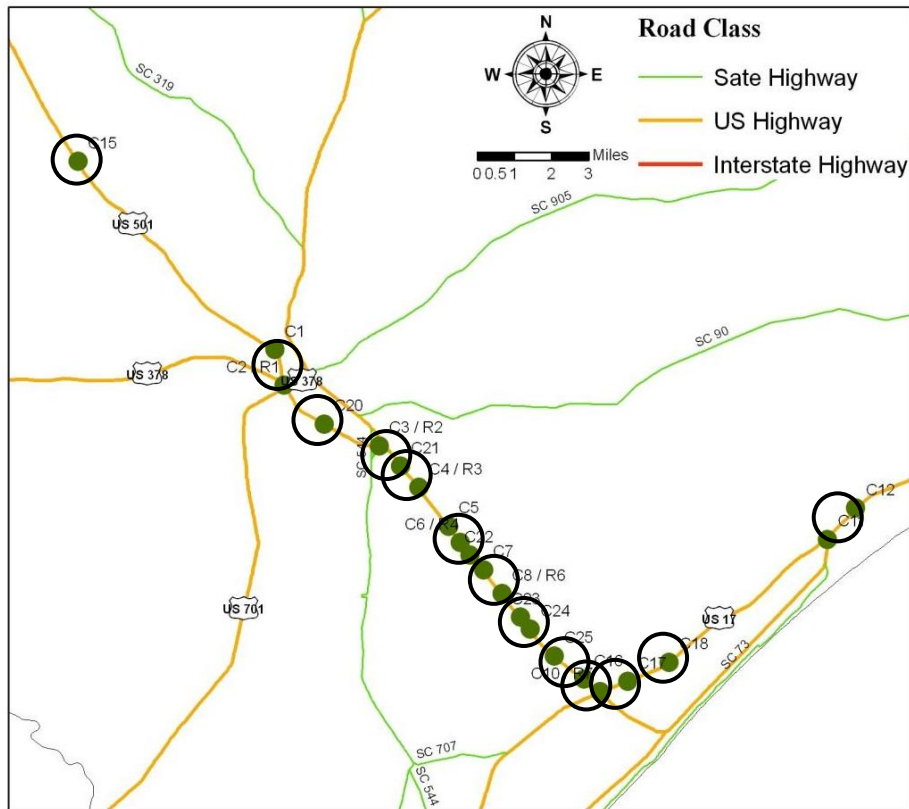 N
W E
S
Miles
0 0.5 1 2 3
Road Class
Sate Highway
US Highway
Interstate Highway
SC 319
C15
US 501
SC 905
SC 90
C1
C2 R1
US 378
US 378
C20
C3 / R2
C21
C4 / R3
C5
C6 / R4
C22
C7
C8 / R6
C23
C24
C25
C10
C17
C18
C12
US 17
SC 73
US 701
SC 707
SC 544